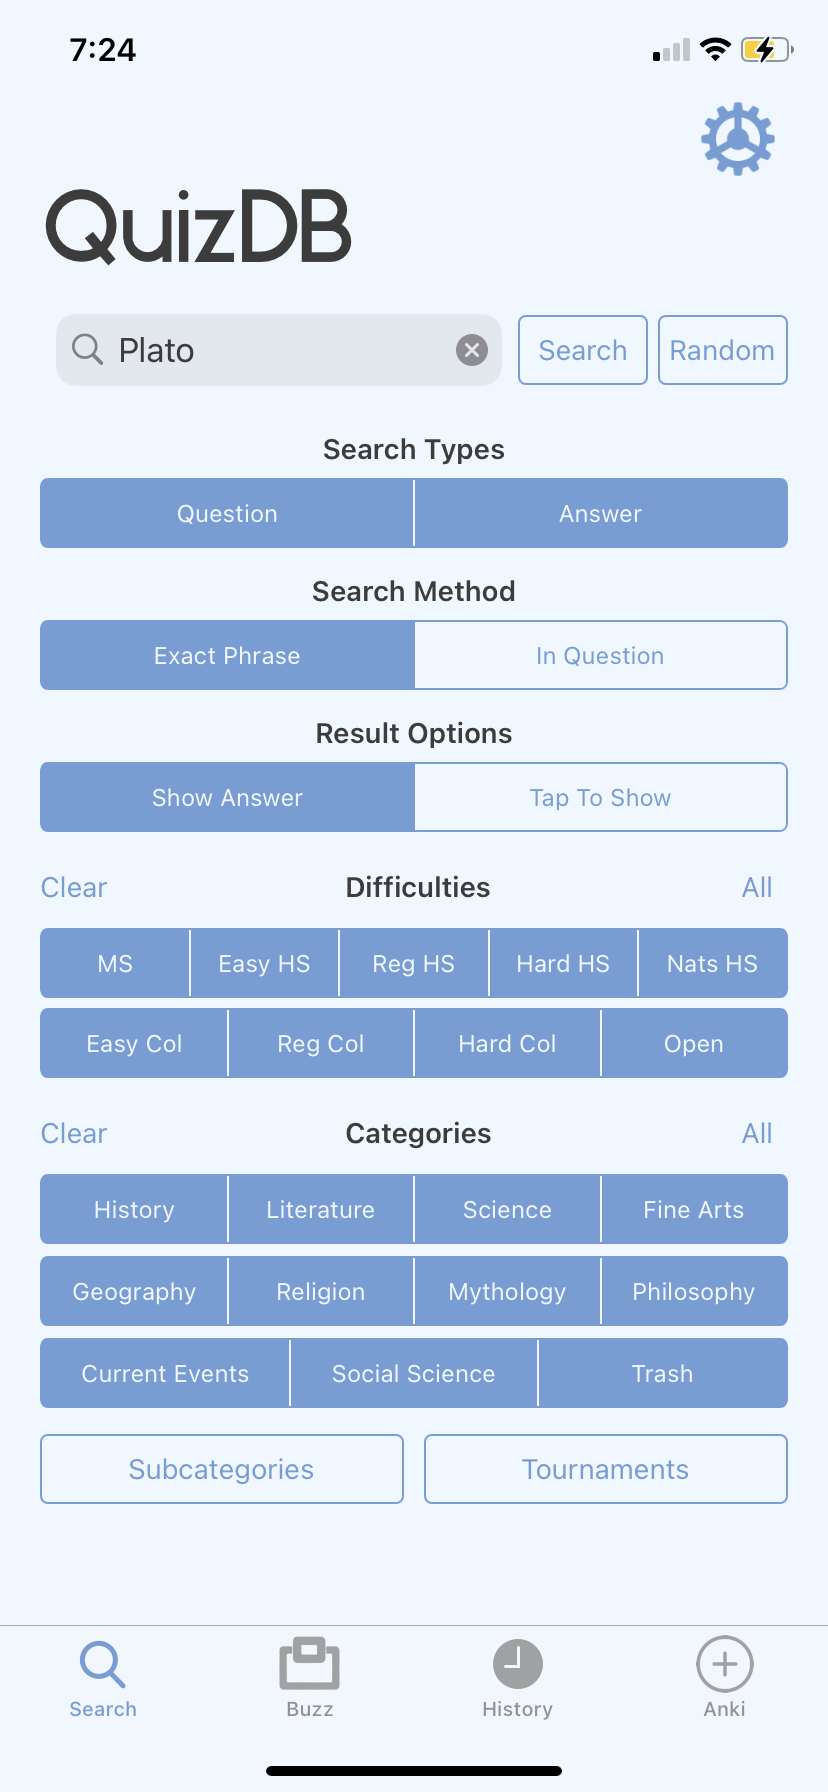 7:24
QuizDB
Plato Search Random
Search Types
Question Answer
Search Method
Exact Phrase In Question
Result Options
Show Answer Tap To Show
Clear Difficulties All
MS Easy HS Reg HS Hard HS Nats HS
Easy Col Reg Col Hard Col Open
Clear Categories All
History Literature Science Fine Arts
Geography Religion Mythology Philosophy
Current Events Social Science Trash
Subcategories Tournaments
Search Buzz History Anki